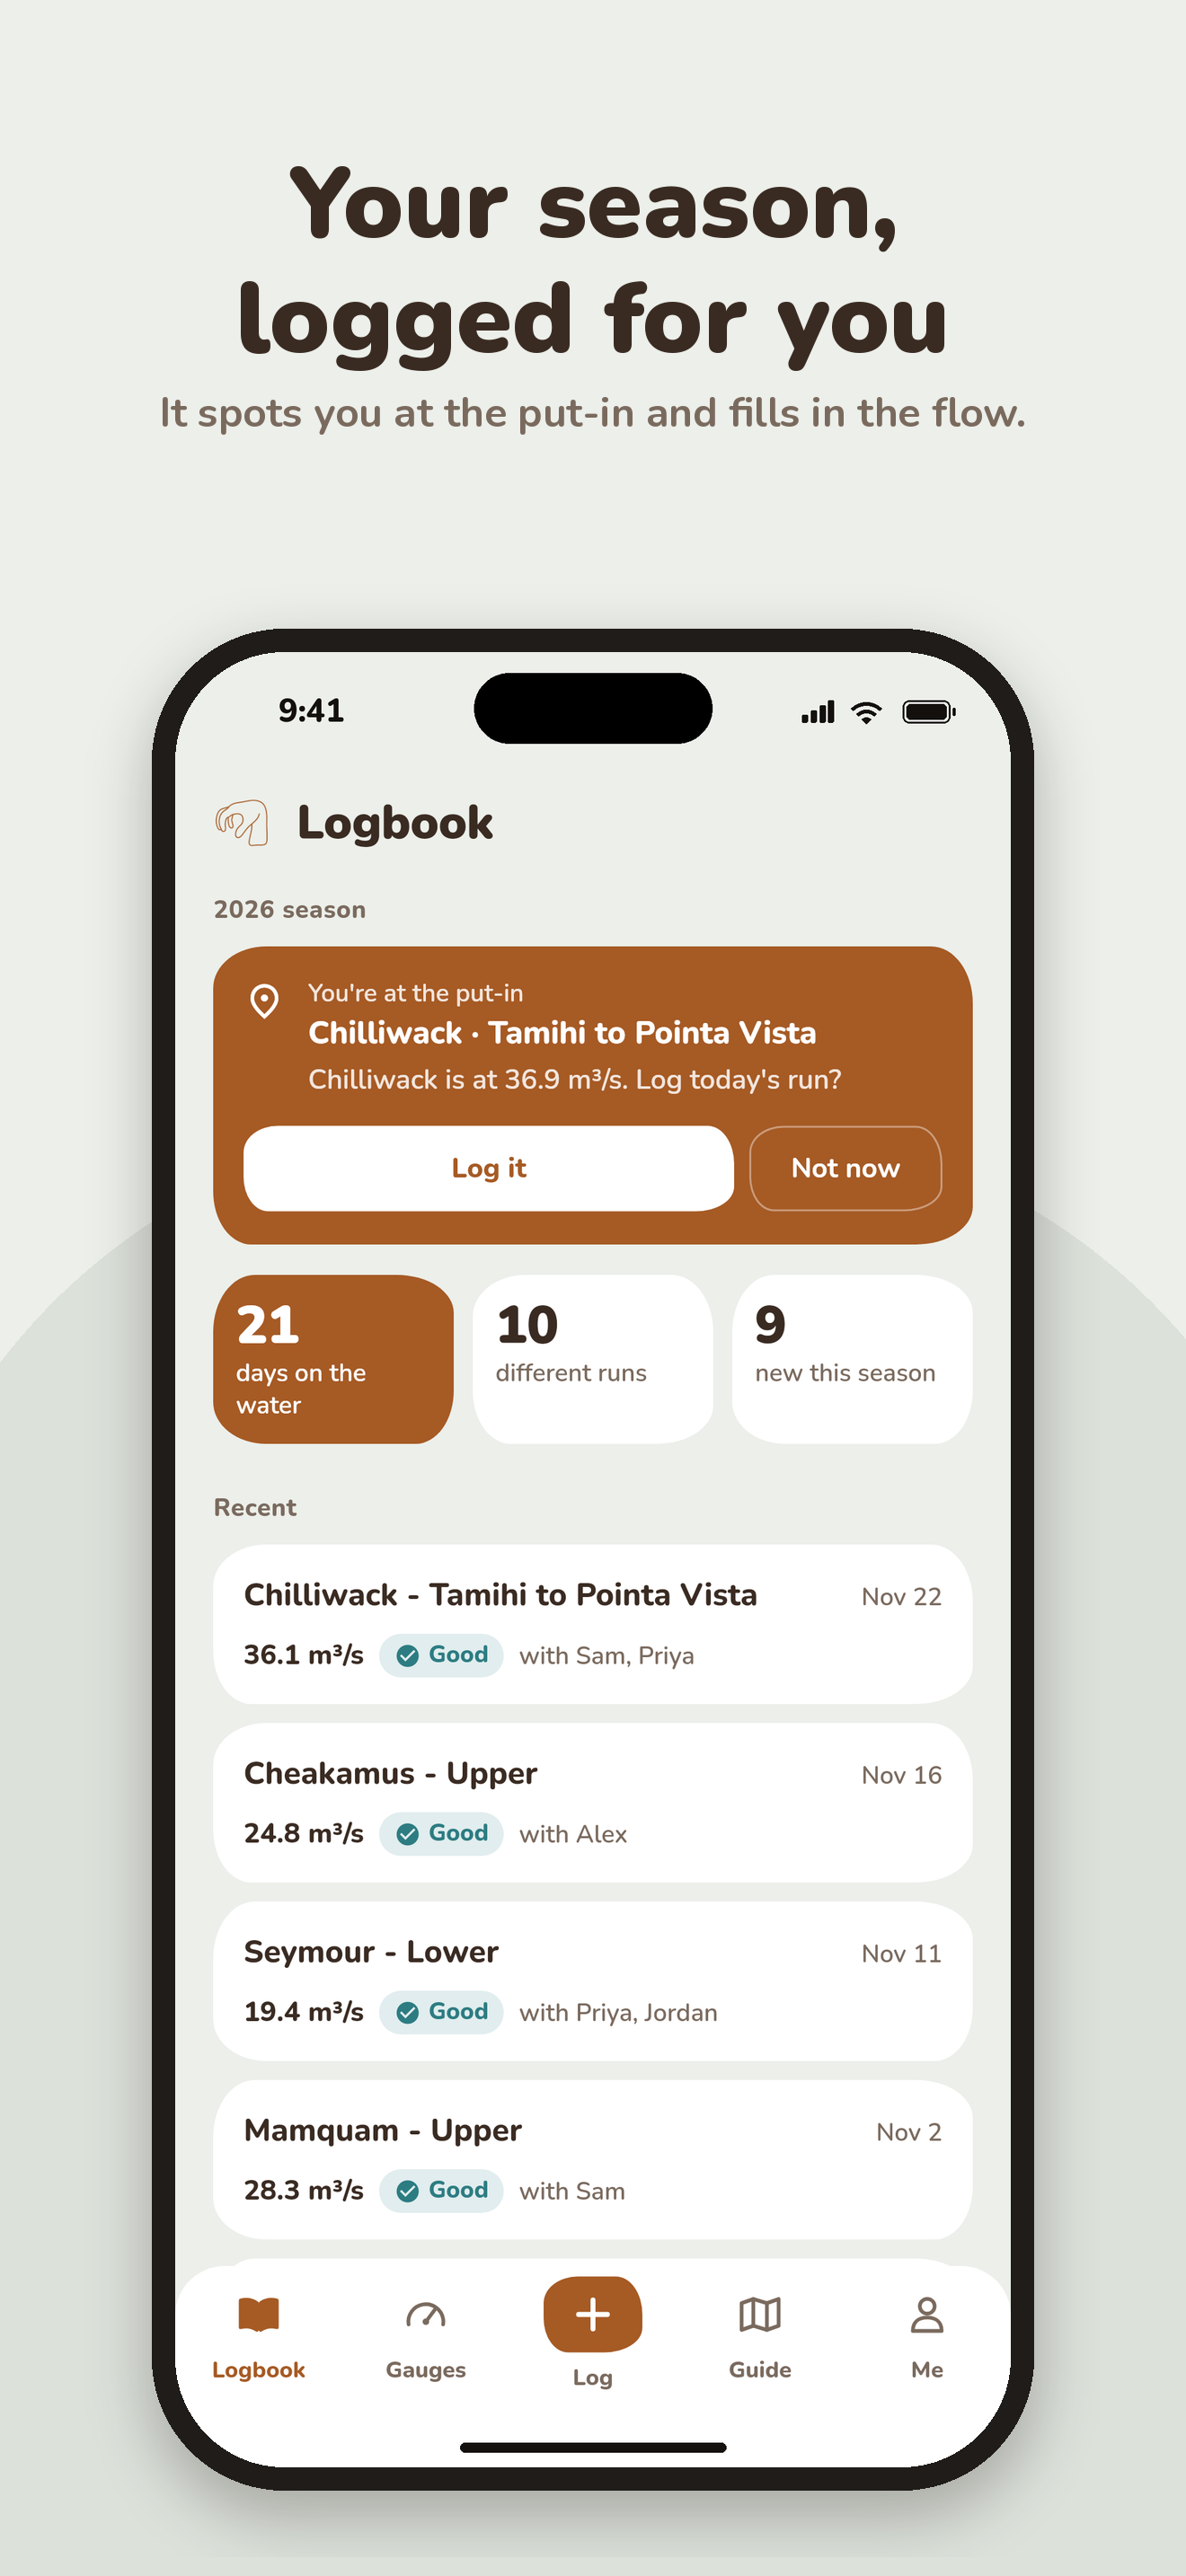 Your season,
logged for you
It spots you at the put-in and fills in the flow.
9:41
Logbook
2026 season
You're at the put-in
Chilliwack · Tamihi to Pointa Vista
Chilliwack is at 36.9 m³/s. Log today's run?
Log it
Not now
21
days on the
water
10
different runs
9
new this season
Recent
Chilliwack - Tamihi to Pointa Vista
Nov 22
36.1 m³/s
Good
with Sam, Priya
Cheakamus - Upper
Nov 16
24.8 m³/s
Good
with Alex
Seymour - Lower
Nov 11
19.4 m³/s
Good
with Priya, Jordan
Mamquam - Upper
Nov 2
28.3 m³/s
Good
with Sam
Logbook
Gauges
Log
Guide
Me